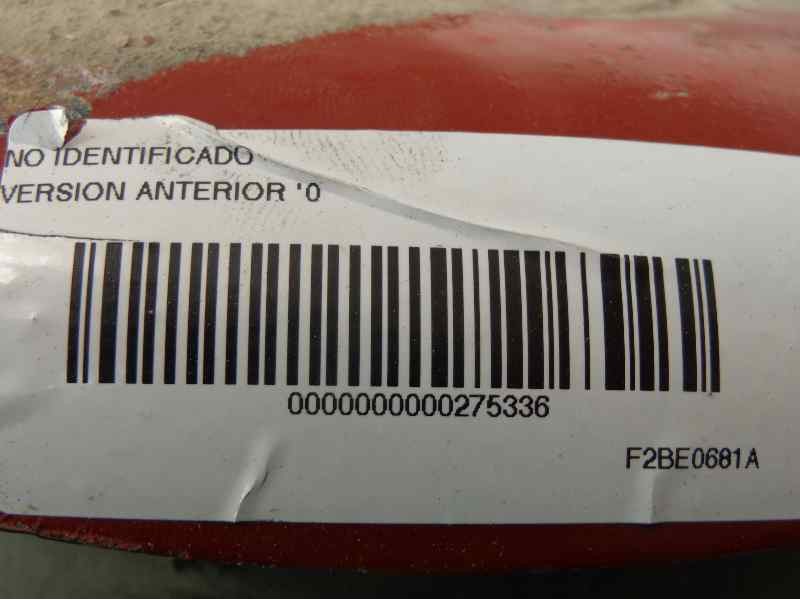 NO IDENTIFICADO
VERSION ANTERIOR '0
0000000000275336
F2BE0681A